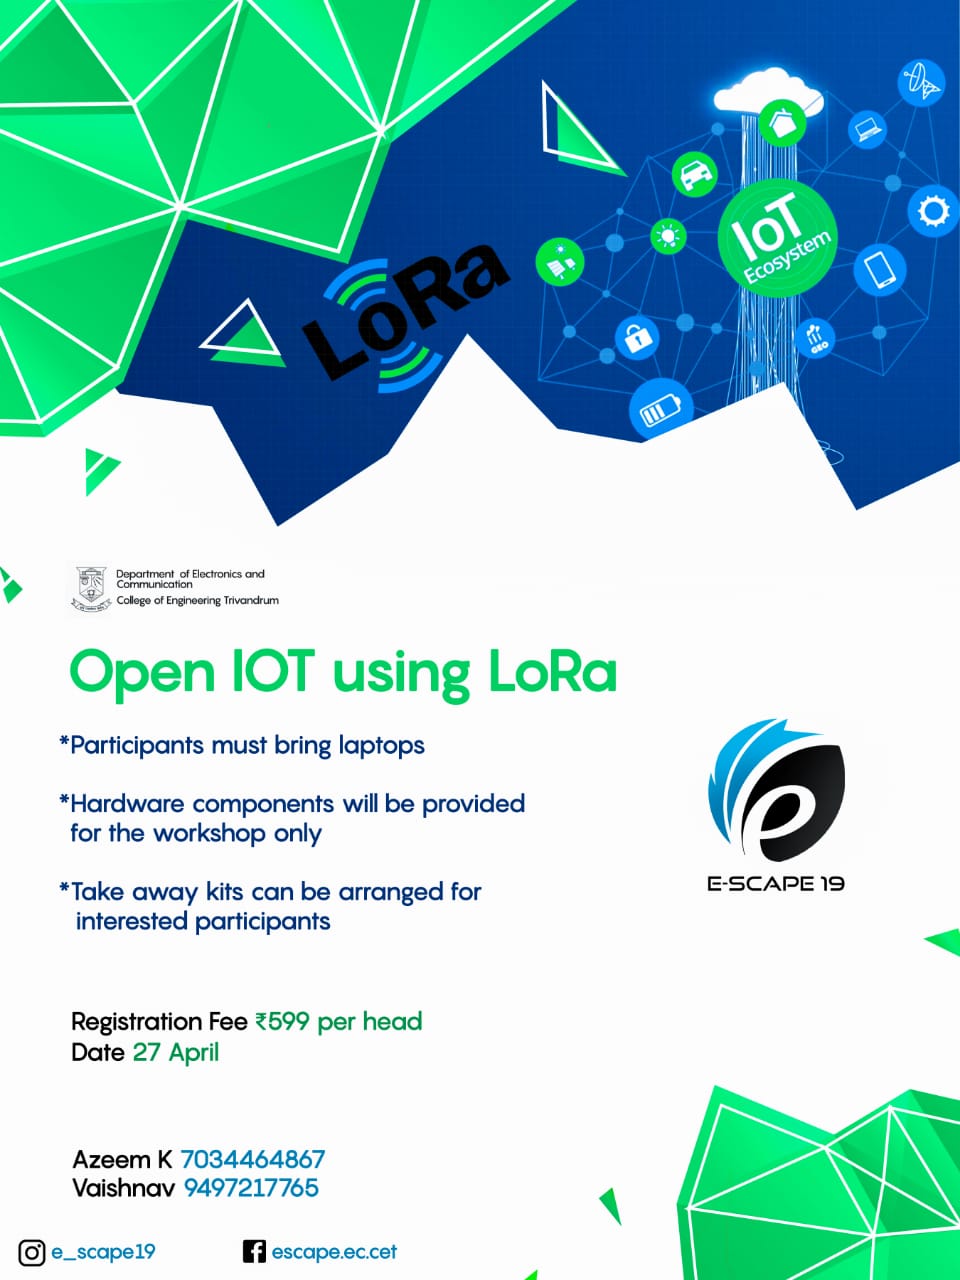 LoRa
IoT
Ecosystem
GEO
Department of Electronics and
Communication
College of Engineering Trivandrum
Open IOT using LoRa
*Participants must bring laptops
*Hardware components will be provided
for the workshop only
*Take away kits can be arranged for
interested participants
E-SCAPE 19
Registration Fee ₹599 per head
Date 27 April
Azeem K 7034464867
Vaishnav 9497217765
e_scape19
escape.ec.cet